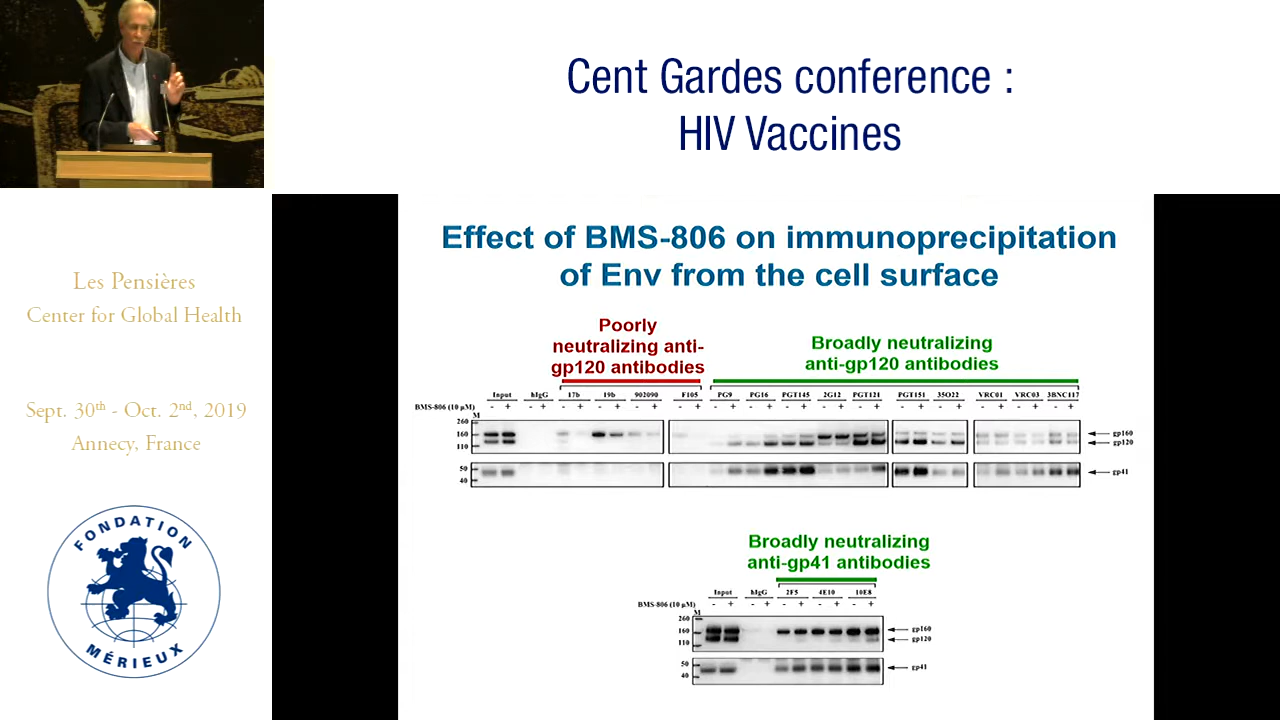 Cent Gardes conference :
HIV Vaccines
Les Pensières
Center for Global Health
Sept. 30th - Oct. 2nd, 2019
Annecy, France
FONDATION
MÉRIEUX
Effect of BMS-806 on immunoprecipitation
of Env from the cell surface
Poorly
neutralizing anti-
gp120 antibodies
Broadly neutralizing
anti-gp120 antibodies
Input hIgG 17b 19b 902090 F105 PG9 PG16 PGT145 2G12 PGT121 PGT151 35O22 VRC01 VRC03 3BNC117
BMS-806 (10 µM) - + - + - + - + - + - + - + - + - + - + - + - + - + - + - + - +
M
260
160
110
gp160
gp120
50
40
gp41
Broadly neutralizing
anti-gp41 antibodies
Input hIgG 2F5 4E10 10E8
BMS-806 (10 µM) - + - + - + - + - +
M
260
160
110
gp160
gp120
50
40
gp41